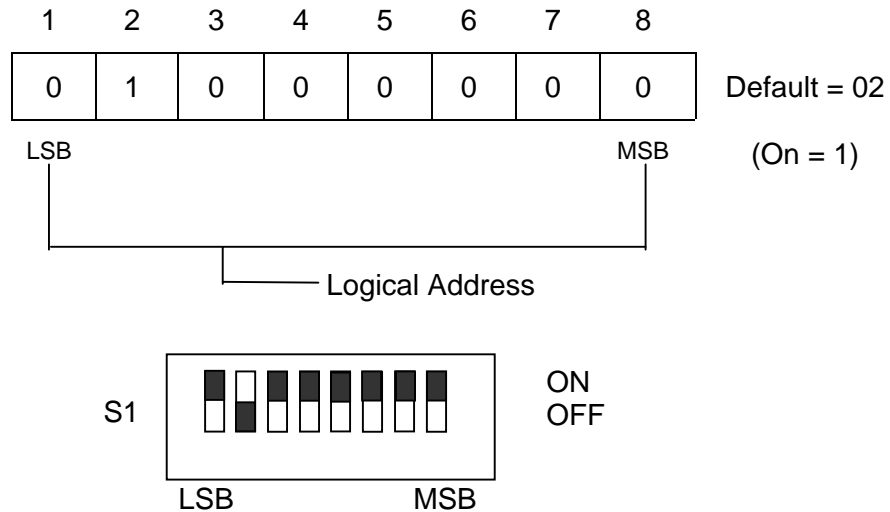 1 2 3 4 5 6 7 8
0 1 0 0 0 0 0 0 Default = 02
LSB MSB (On = 1)
Logical Address
ON
S1 OFF
LSB MSB